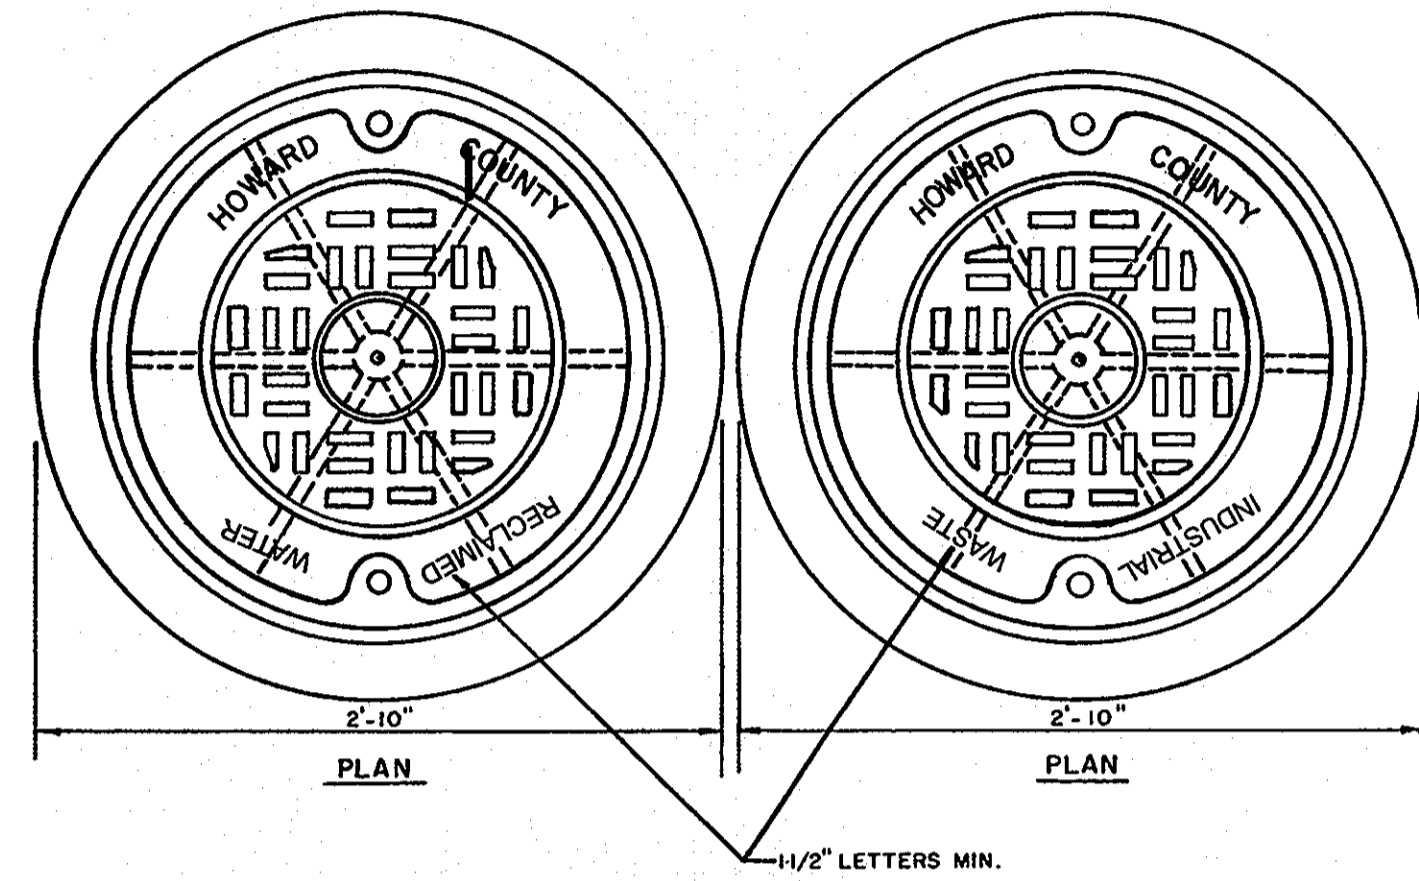 HOWARD COUNTY
RECLAIMED WATER
2'-10"
PLAN
HOWARD COUNTY
INDUSTRIAL WASTE
2'-10"
PLAN
1-1/2" LETTERS MIN.